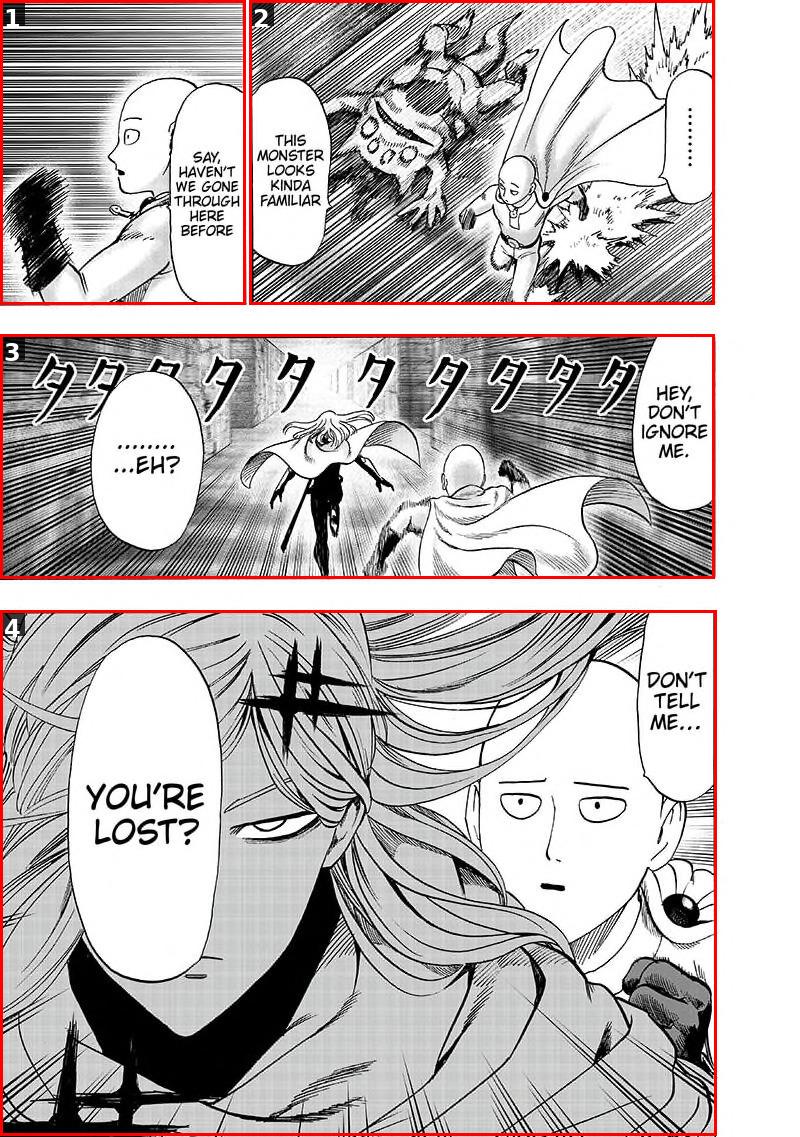 1
SAY,
HAVEN'T
WE GONE
THROUGH
HERE
BEFORE
2
.........
THIS
MONSTER
LOOKS
KINDA
FAMILIAR
3
タタタタタタタタタタ
HEY,
DON'T
IGNORE
ME.
........
...EH?
4
DON'T
TELL
ME...
YOU'RE
LOST?